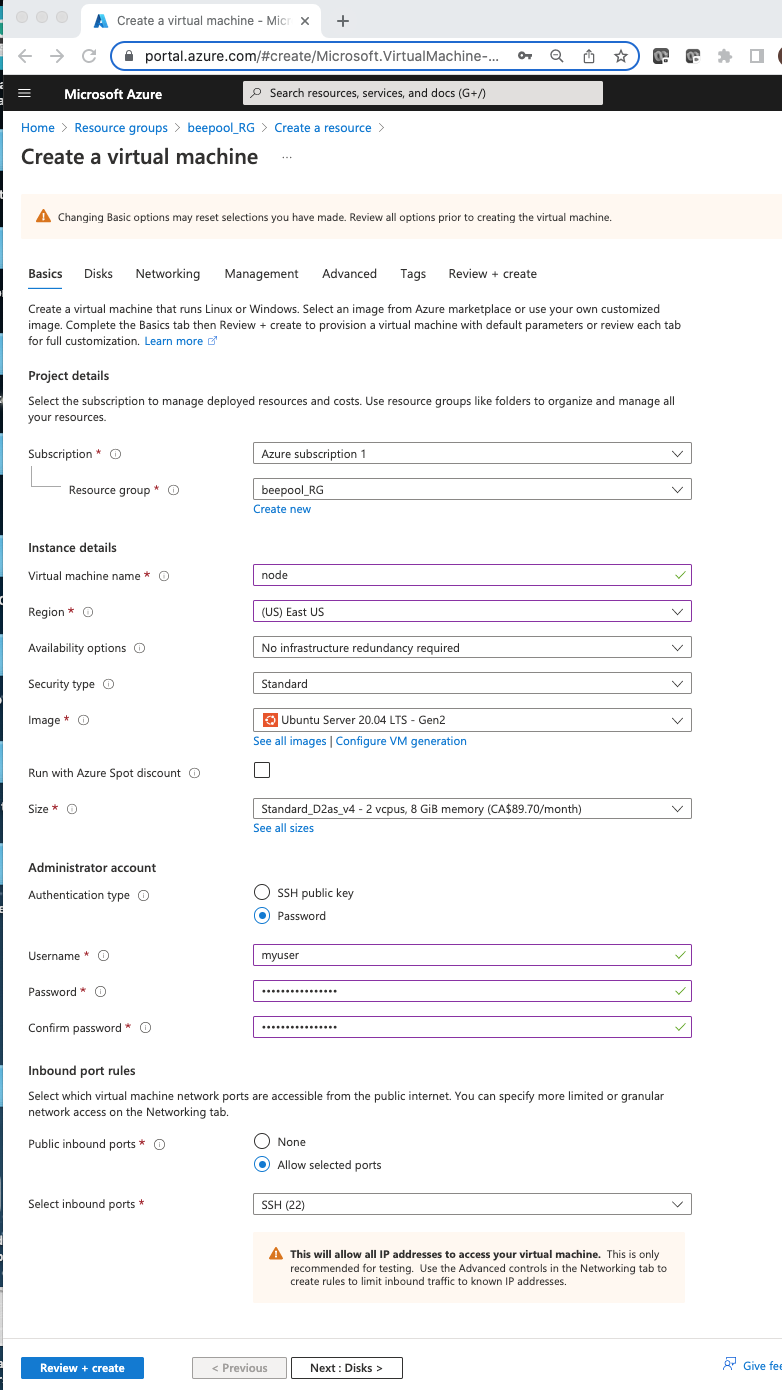 Create a virtual machine - Micr
portal.azure.com/#create/Microsoft.VirtualMachine-...
Microsoft Azure
Search resources, services, and docs (G+/)
Home > Resource groups > beepool_RG > Create a resource >
Create a virtual machine ...
Changing Basic options may reset selections you have made. Review all options prior to creating the virtual machine.
Basics Disks Networking Management Advanced Tags Review + create
Create a virtual machine that runs Linux or Windows. Select an image from Azure marketplace or use your own customized
image. Complete the Basics tab then Review + create to provision a virtual machine with default parameters or review each tab
for full customization. Learn more
Project details
Select the subscription to manage deployed resources and costs. Use resource groups like folders to organize and manage all
your resources.
Subscription * Azure subscription 1
Resource group * beepool_RG
Create new
Instance details
Virtual machine name * node
Region * (US) East US
Availability options No infrastructure redundancy required
Security type Standard
Image * Ubuntu Server 20.04 LTS - Gen2
See all images | Configure VM generation
Run with Azure Spot discount
Size * Standard_D2as_v4 - 2 vcpus, 8 GiB memory (CA$89.70/month)
See all sizes
Administrator account
Authentication type SSH public key
Password
Username * myuser
Password * ••••••••••••••••
Confirm password * ••••••••••••••••
Inbound port rules
Select which virtual machine network ports are accessible from the public internet. You can specify more limited or granular
network access on the Networking tab.
Public inbound ports * None
Allow selected ports
Select inbound ports * SSH (22)
This will allow all IP addresses to access your virtual machine. This is only
recommended for testing. Use the Advanced controls in the Networking tab to
create rules to limit inbound traffic to known IP addresses.
Review + create < Previous Next : Disks > Give fee